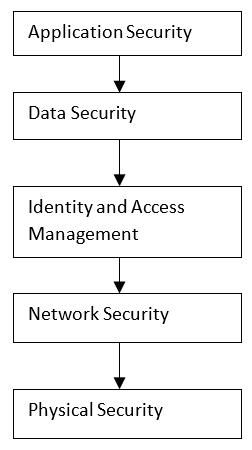 Application Security
Data Security
Identity and Access
Management
Network Security
Physical Security